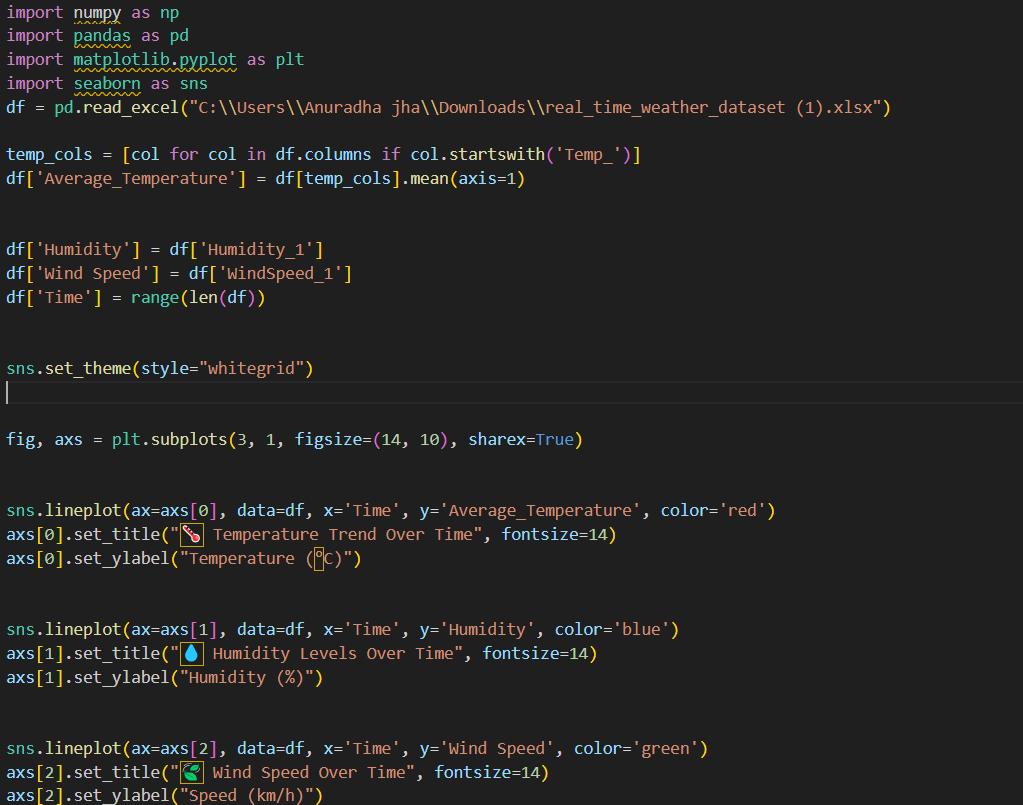 import numpy as np
import pandas as pd
import matplotlib.pyplot as plt
import seaborn as sns
df = pd.read_excel("C:\\Users\\Anuradha jha\\Downloads\\real_time_weather_dataset (1).xlsx")
temp_cols = [col for col in df.columns if col.startswith('Temp_')]
df['Average_Temperature'] = df[temp_cols].mean(axis=1)
df['Humidity'] = df['Humidity_1']
df['Wind Speed'] = df['WindSpeed_1']
df['Time'] = range(len(df))
sns.set_theme(style="whitegrid")
fig, axs = plt.subplots(3, 1, figsize=(14, 10), sharex=True)
sns.lineplot(ax=axs[0], data=df, x='Time', y='Average_Temperature', color='red')
axs[0].set_title("🌡 Temperature Trend Over Time", fontsize=14)
axs[0].set_ylabel("Temperature (°C)")
sns.lineplot(ax=axs[1], data=df, x='Time', y='Humidity', color='blue')
axs[1].set_title("💧 Humidity Levels Over Time", fontsize=14)
axs[1].set_ylabel("Humidity (%)")
sns.lineplot(ax=axs[2], data=df, x='Time', y='Wind Speed', color='green')
axs[2].set_title("🍃 Wind Speed Over Time", fontsize=14)
axs[2].set_ylabel("Speed (km/h)")